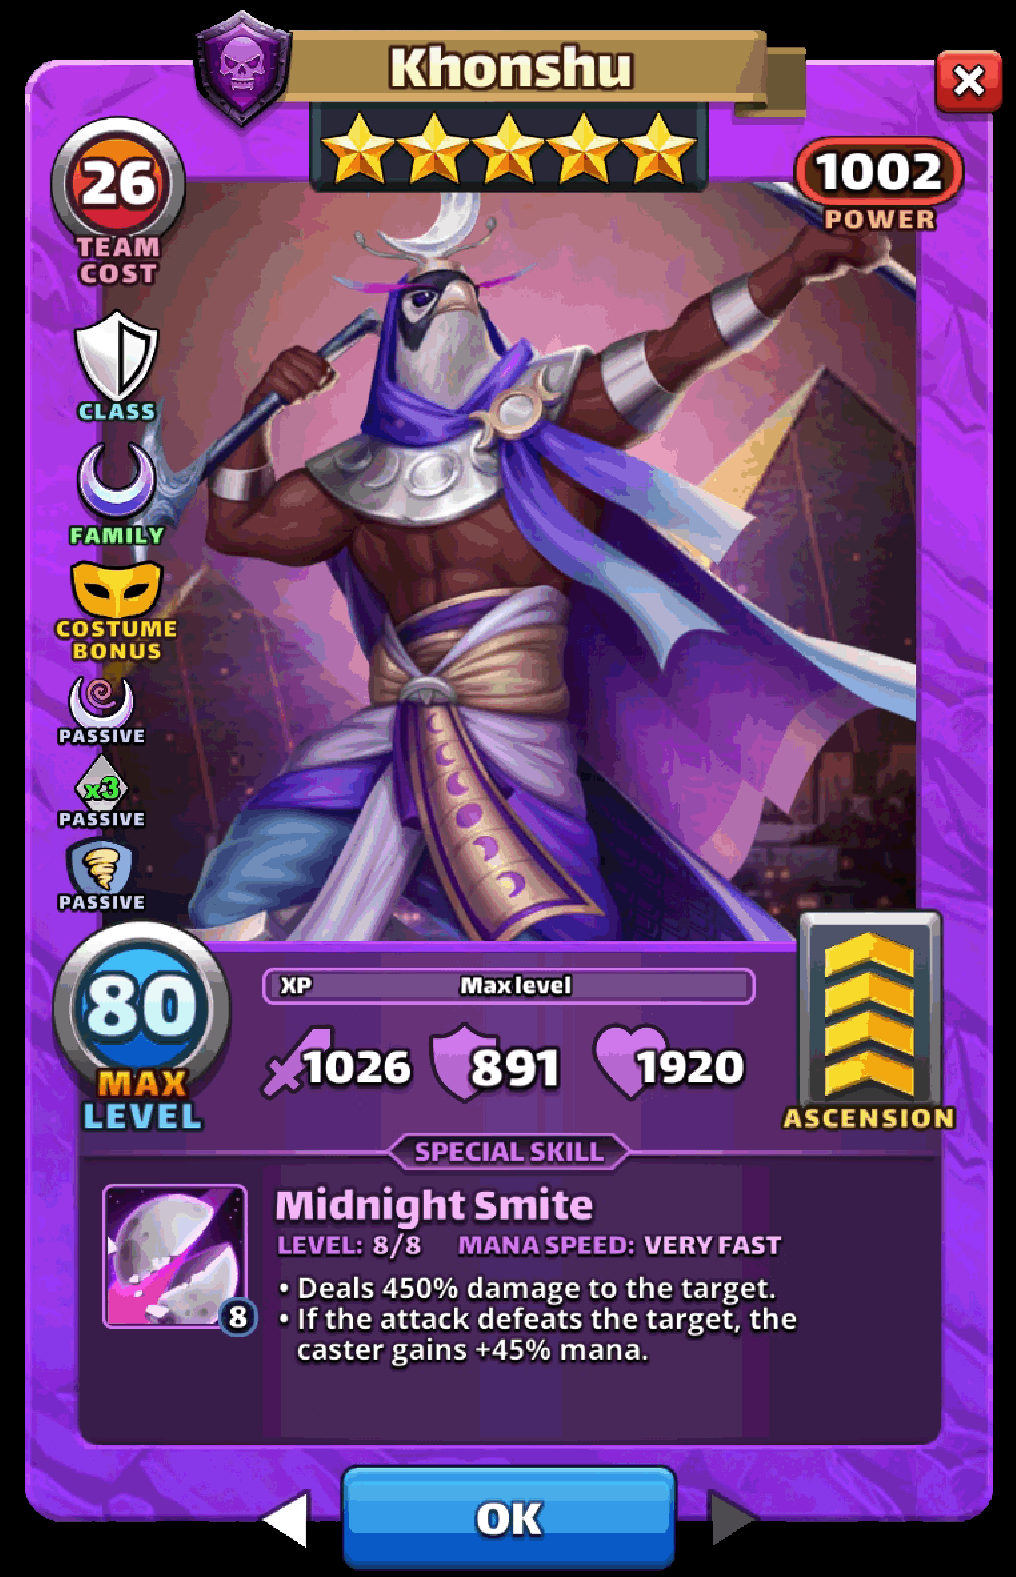 Khonshu
26
TEAM
COST
1002
POWER
CLASS
FAMILY
COSTUME
BONUS
PASSIVE
x3
PASSIVE
PASSIVE
80
MAX
LEVEL
XP Max level
1026 891 1920
ASCENSION
SPECIAL SKILL
Midnight Smite
LEVEL: 8/8 MANA SPEED: VERY FAST
8
• Deals 450% damage to the target.
• If the attack defeats the target, the
caster gains +45% mana.
OK